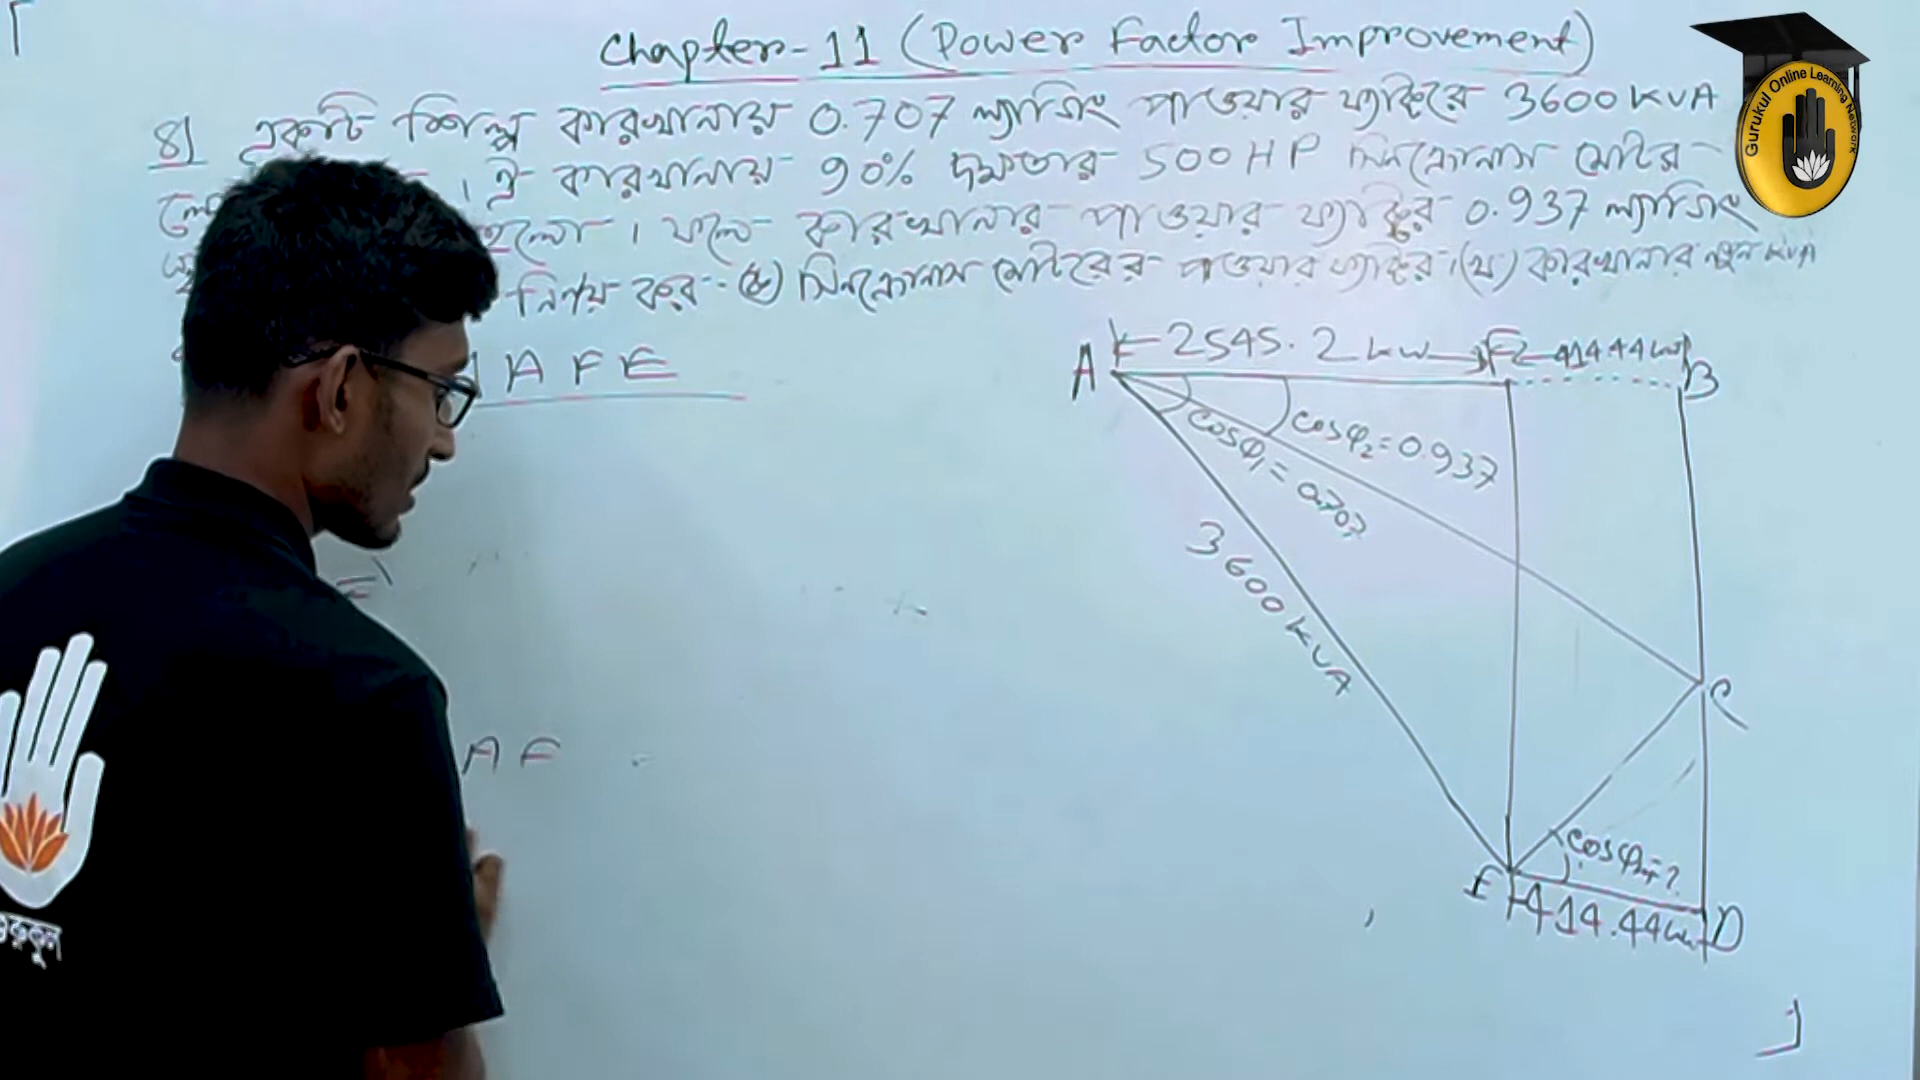 Chapter-11 (Power Factor Improvement)
8) একটি শিল্প কারখানায় 0.707 ল্যাগিং পাওয়ার ফ্যাক্টরে 3600 KVA
। ঐ কারখানায় 90% দক্ষতার 500 HP সিনক্রোনাস মোটর
হলো। ফলে কারখানার পাওয়ার ফ্যাক্টর 0.937 ল্যাগিং
নির্ণয় কর- (ক) সিনক্রোনাস মোটরের পাওয়ার ফ্যাক্টর। (খ) কারখানার নতুন KVA
AFE
AF
A 2545.2 kw F 414.44 kw B
cosφ₂ = 0.937
cosφ₁ = 0.707
3600 KVA
C
cosφm = ?
E 414.44 kw D
Gurukul Online Learning Network
গুরুকুল